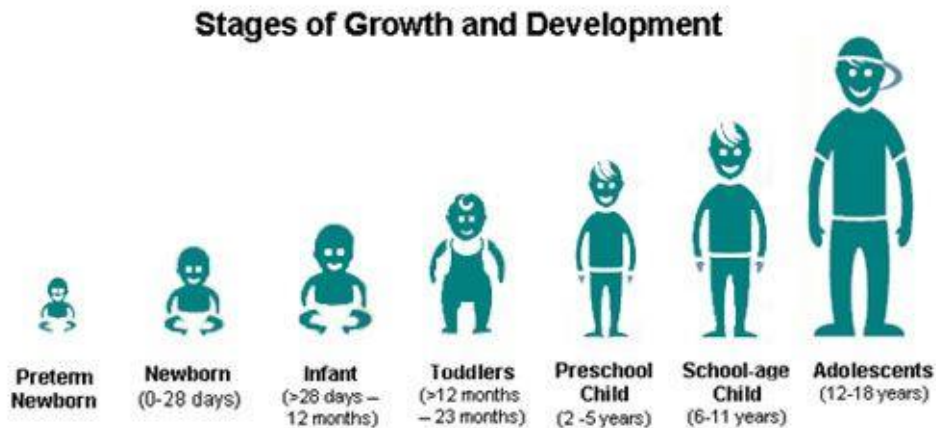 Stages of Growth and Development
Preterm
Newborn
Newborn
(0-28 days)
Infant
(>28 days –
12 months)
Toddlers
(>12 months
– 23 months)
Preschool
Child
(2 -5 years)
School-age
Child
(6-11 years)
Adolescents
(12-18 years)